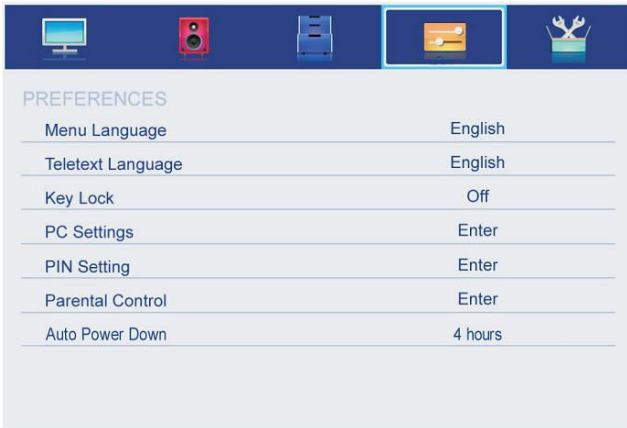 PREFERENCES
Menu Language English
Teletext Language English
Key Lock Off
PC Settings Enter
PIN Setting Enter
Parental Control Enter
Auto Power Down 4 hours